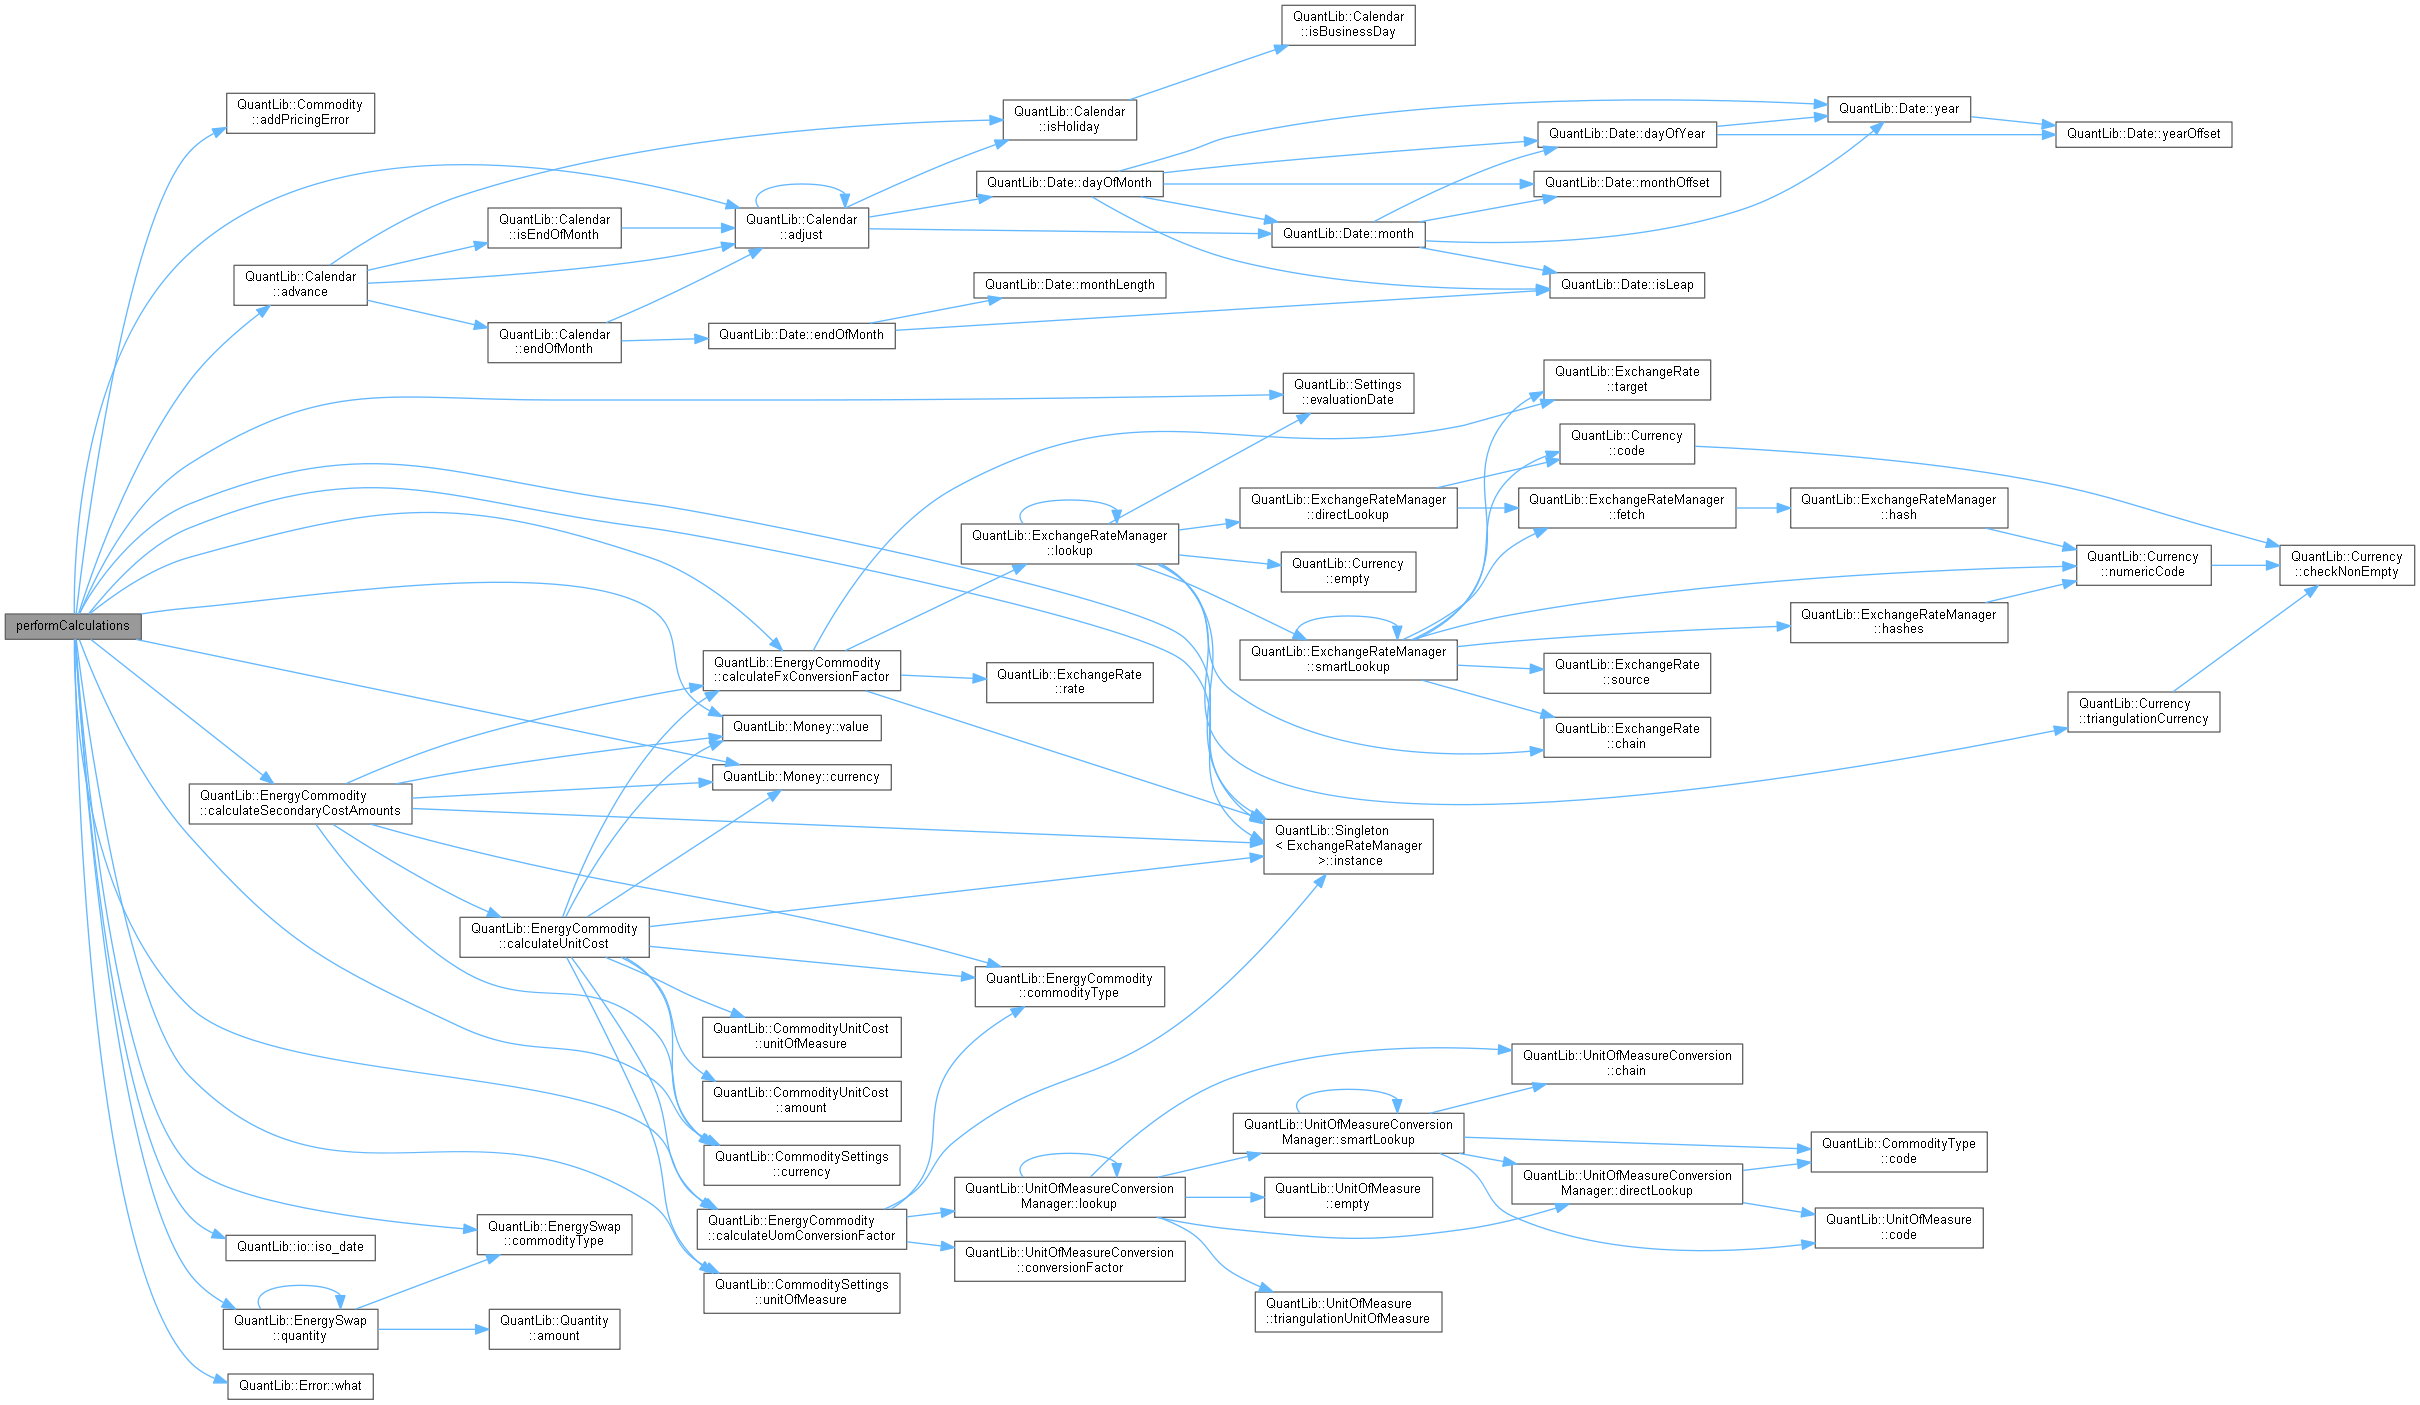 QuantLib::Calendar
::isBusinessDay
QuantLib::Commodity
::addPricingError
QuantLib::Calendar
::isHoliday
QuantLib::Date::year
QuantLib::Date::dayOfYear
QuantLib::Date::yearOffset
QuantLib::Date::dayOfMonth
QuantLib::Date::monthOffset
QuantLib::Calendar
::isEndOfMonth
QuantLib::Calendar
::adjust
QuantLib::Date::month
QuantLib::Calendar
::advance
QuantLib::Date::monthLength
QuantLib::Date::isLeap
QuantLib::Calendar
::endOfMonth
QuantLib::Date::endOfMonth
QuantLib::ExchangeRate
::target
QuantLib::Settings
::evaluationDate
QuantLib::Currency
::code
QuantLib::ExchangeRateManager
::directLookup
QuantLib::ExchangeRateManager
::fetch
QuantLib::ExchangeRateManager
::hash
QuantLib::ExchangeRateManager
::lookup
QuantLib::Currency
::empty
QuantLib::Currency
::numericCode
QuantLib::Currency
::checkNonEmpty
performCalculations
QuantLib::ExchangeRateManager
::hashes
QuantLib::ExchangeRateManager
::smartLookup
QuantLib::EnergyCommodity
::calculateFxConversionFactor
QuantLib::ExchangeRate
::rate
QuantLib::ExchangeRate
::source
QuantLib::Currency
::triangulationCurrency
QuantLib::Money::value
QuantLib::ExchangeRate
::chain
QuantLib::Money::currency
QuantLib::EnergyCommodity
::calculateSecondaryCostAmounts
QuantLib::Singleton
< ExchangeRateManager
>::instance
QuantLib::EnergyCommodity
::calculateUnitCost
QuantLib::EnergyCommodity
::commodityType
QuantLib::CommodityUnitCost
::unitOfMeasure
QuantLib::UnitOfMeasureConversion
::chain
QuantLib::CommodityUnitCost
::amount
QuantLib::UnitOfMeasureConversion
Manager::smartLookup
QuantLib::CommodityType
::code
QuantLib::CommoditySettings
::currency
QuantLib::UnitOfMeasureConversion
Manager::directLookup
QuantLib::UnitOfMeasureConversion
Manager::lookup
QuantLib::UnitOfMeasure
::empty
QuantLib::UnitOfMeasure
::code
QuantLib::EnergyCommodity
::calculateUomConversionFactor
QuantLib::EnergySwap
::commodityType
QuantLib::io::iso_date
QuantLib::UnitOfMeasureConversion
::conversionFactor
QuantLib::CommoditySettings
::unitOfMeasure
QuantLib::UnitOfMeasure
::triangulationUnitOfMeasure
QuantLib::EnergySwap
::quantity
QuantLib::Quantity
::amount
QuantLib::Error::what